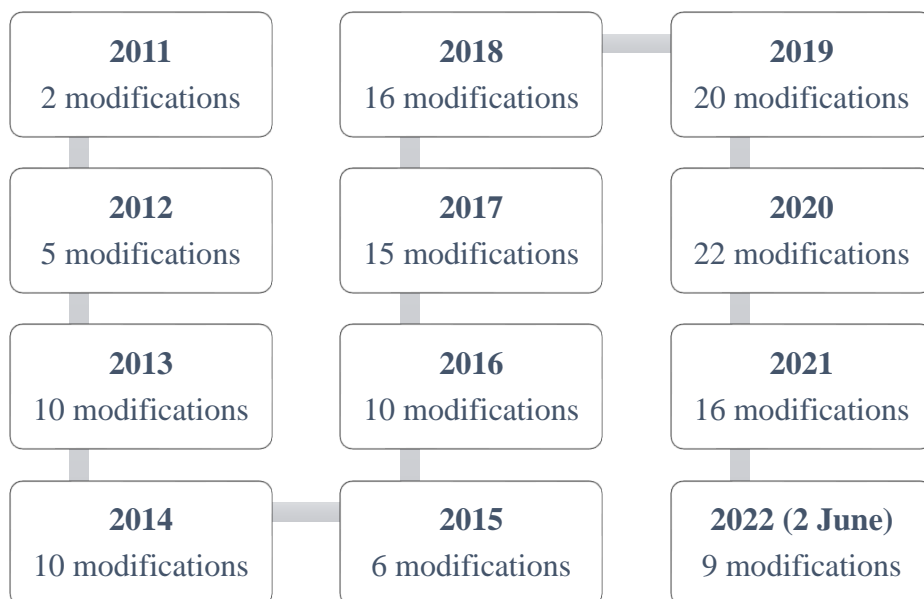 2011
2 modifications
2012
5 modifications
2013
10 modifications
2014
10 modifications
2015
6 modifications
2016
10 modifications
2017
15 modifications
2018
16 modifications
2019
20 modifications
2020
22 modifications
2021
16 modifications
2022 (2 June)
9 modifications